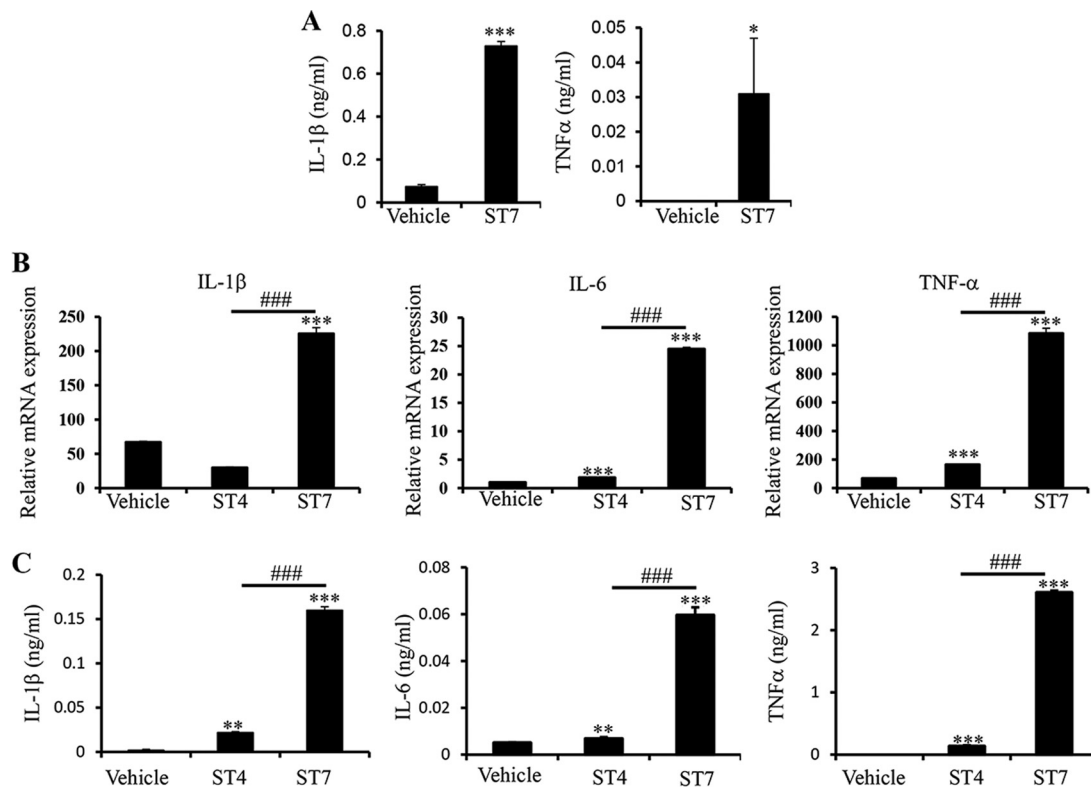 A
IL-1β (ng/ml)
0.8
0.6
0.4
0.2
0
***
Vehicle ST7
TNFα (ng/ml)
0.05
0.04
0.03
0.02
0.01
0
*
Vehicle ST7
B
IL-1β
Relative mRNA expression
250
200
150
100
50
0
###
***
Vehicle ST4 ST7
IL-6
Relative mRNA expression
30
25
20
15
10
5
0
###
***
***
Vehicle ST4 ST7
TNF-α
Relative mRNA expression
1200
1000
800
600
400
200
0
###
***
***
Vehicle ST4 ST7
C
IL-1β (ng/ml)
0.2
0.15
0.1
0.05
0
###
***
**
Vehicle ST4 ST7
IL-6 (ng/ml)
0.08
0.06
0.04
0.02
0
###
***
**
Vehicle ST4 ST7
TNFα (ng/ml)
3
2
1
0
###
***
***
Vehicle ST4 ST7